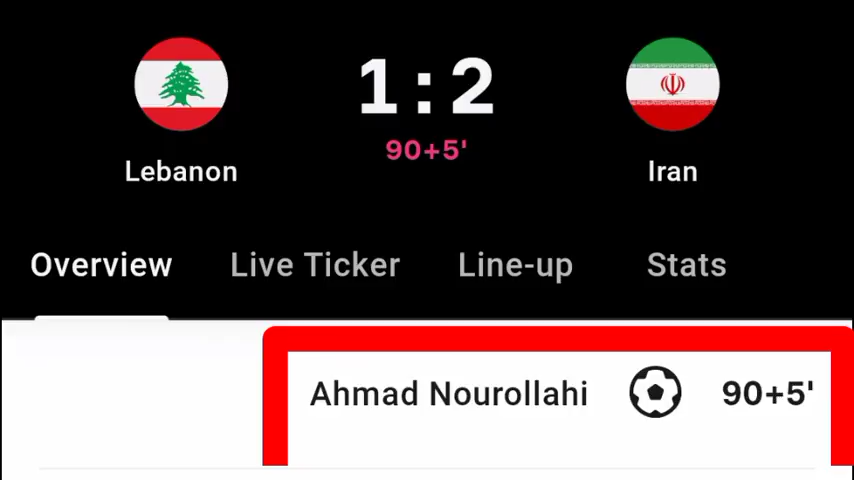 1:2
90+5'
Lebanon Iran
Overview Live Ticker Line-up Stats
Ahmad Nourollahi 90+5'